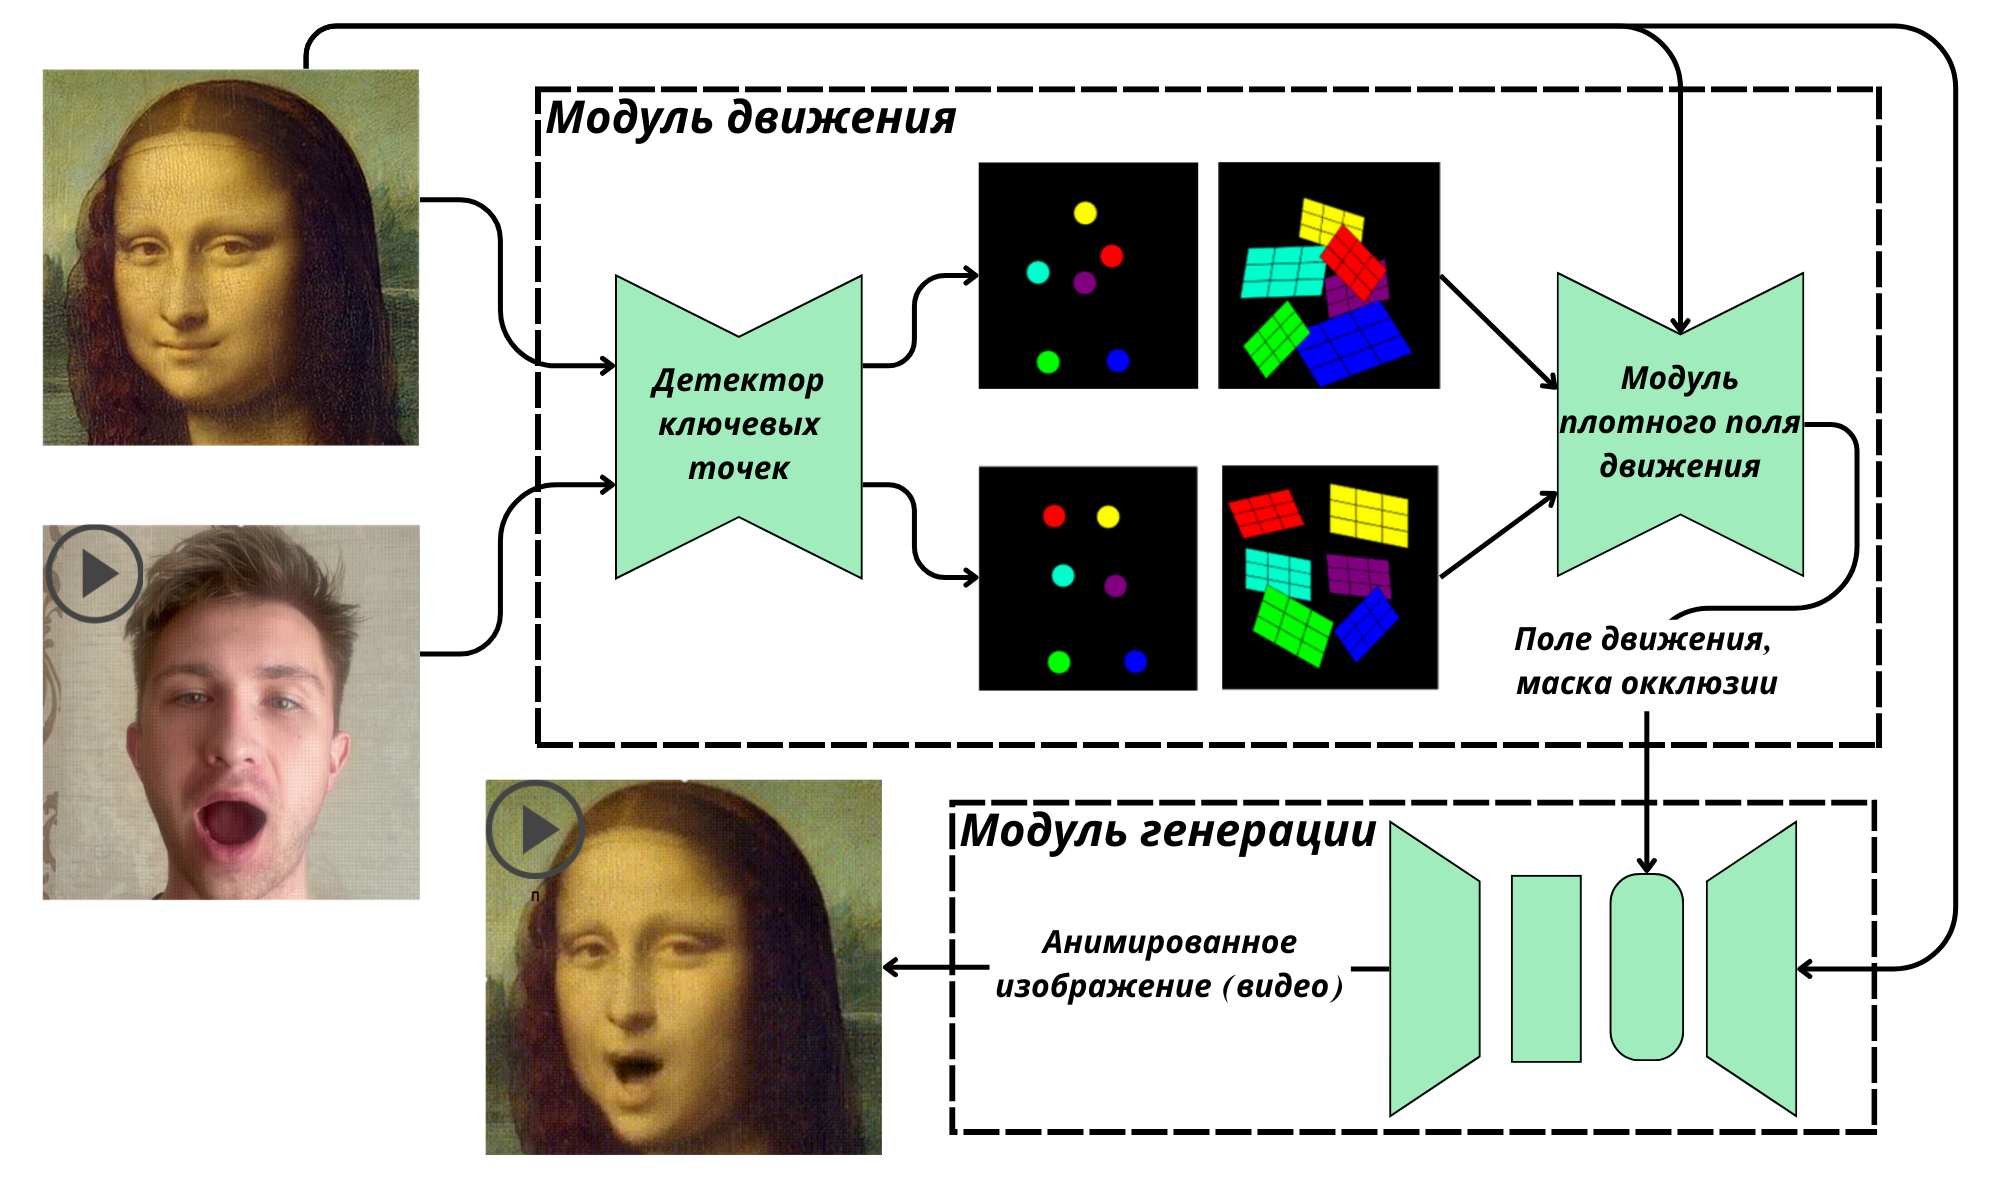 Модуль движения
Детектор
ключевых
точек
Модуль
плотного поля
движения
Поле движения,
маска окклюзии
Модуль генерации
Анимированное
изображение (видео)
п